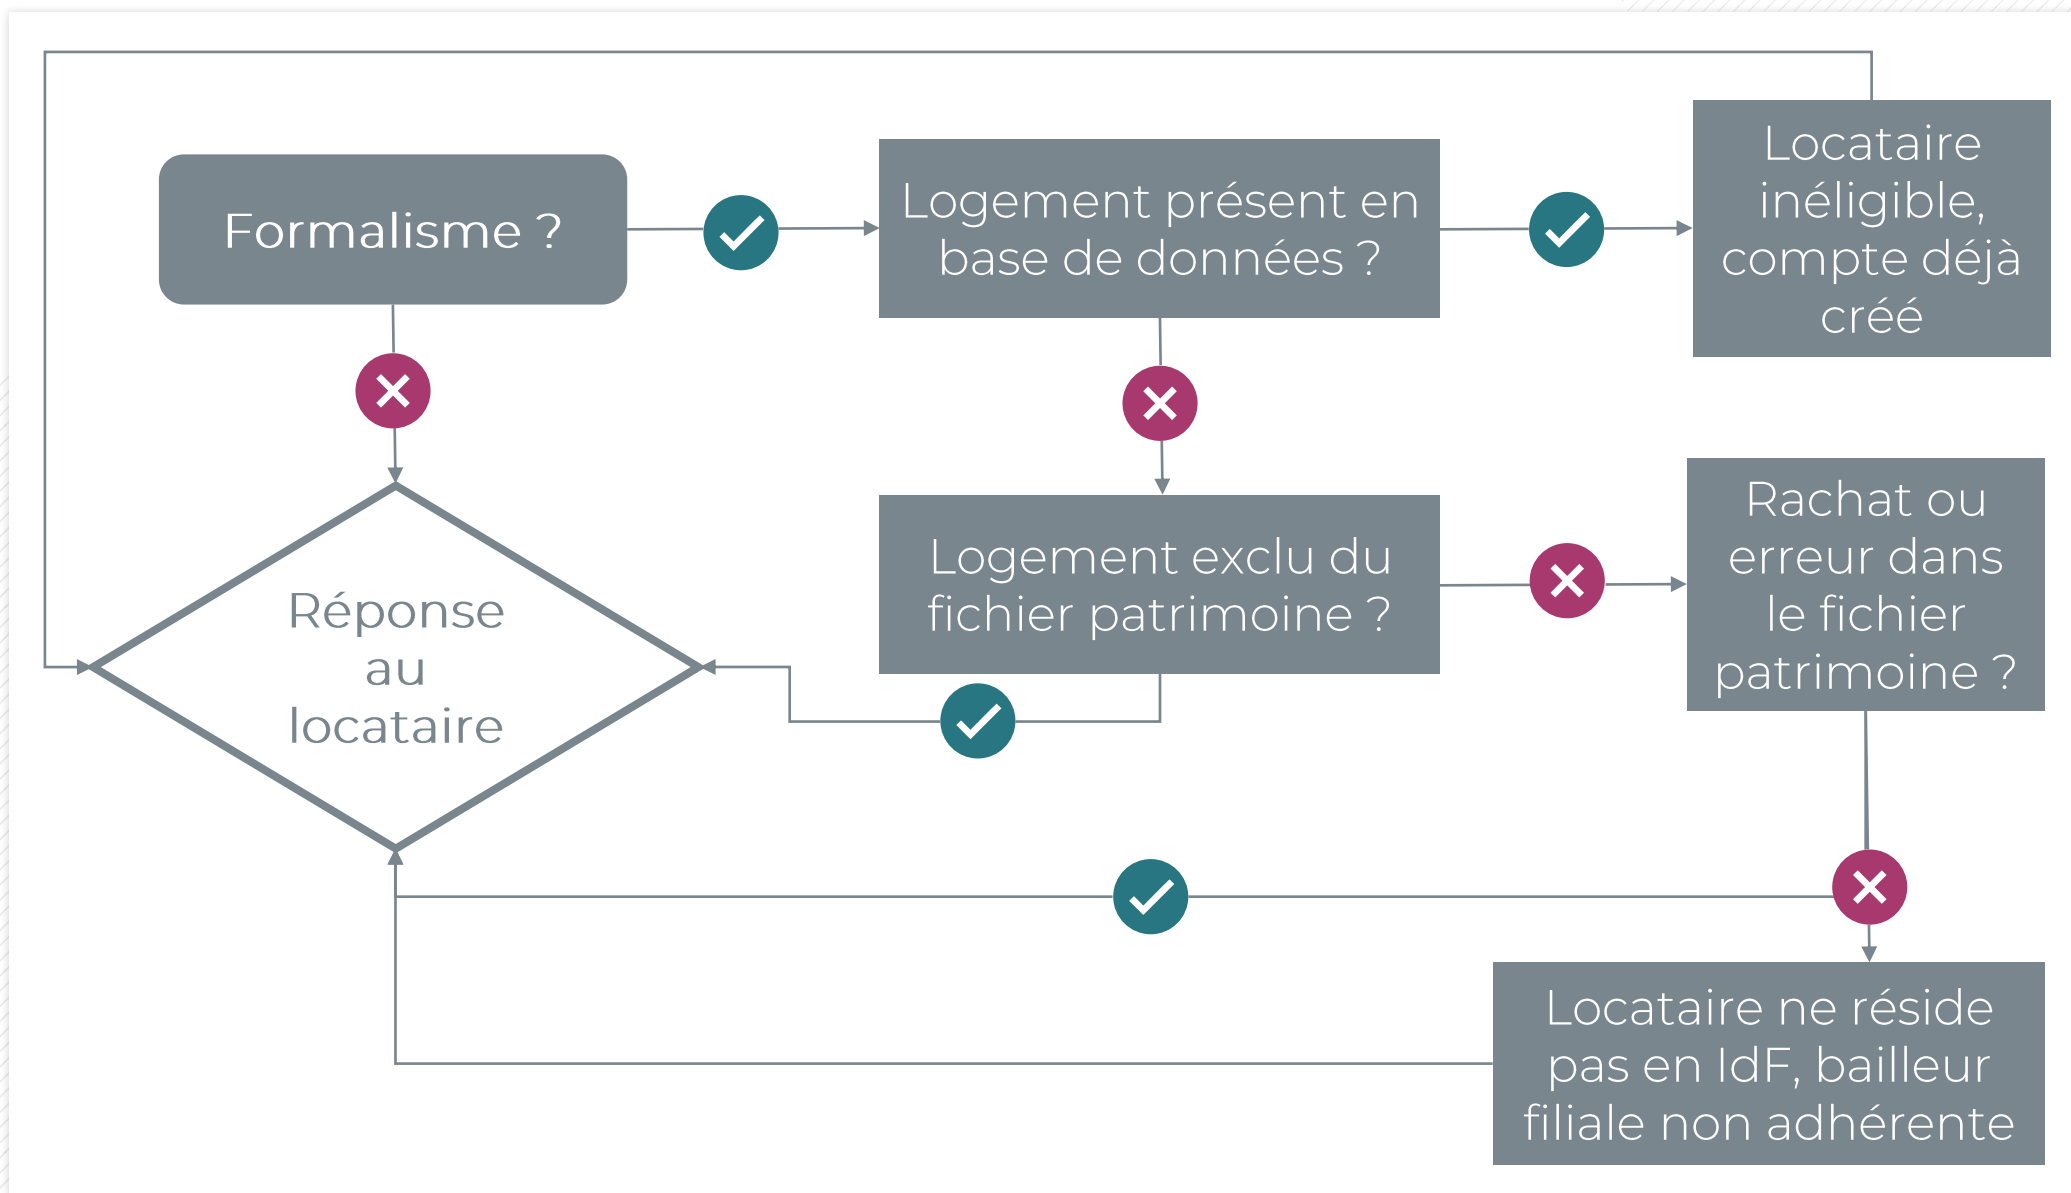 Formalisme ?
Logement présent en
base de données ?
Locataire
inéligible,
compte déjà
créé
Réponse
au
locataire
Logement exclu du
fichier patrimoine ?
Rachat ou
erreur dans
le fichier
patrimoine ?
Locataire ne réside
pas en IdF, bailleur
filiale non adhérente